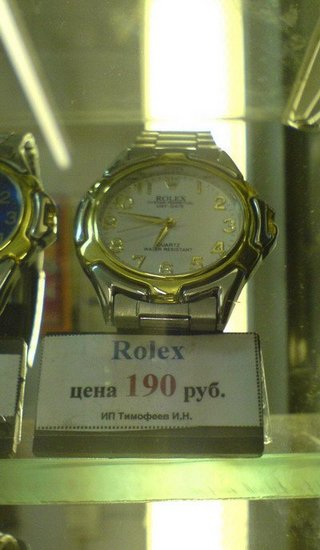 ROLEX
QUARTZ
WATER RESISTANT
Rolex
цена 190 руб.
ИП Тимофеев И.Н.